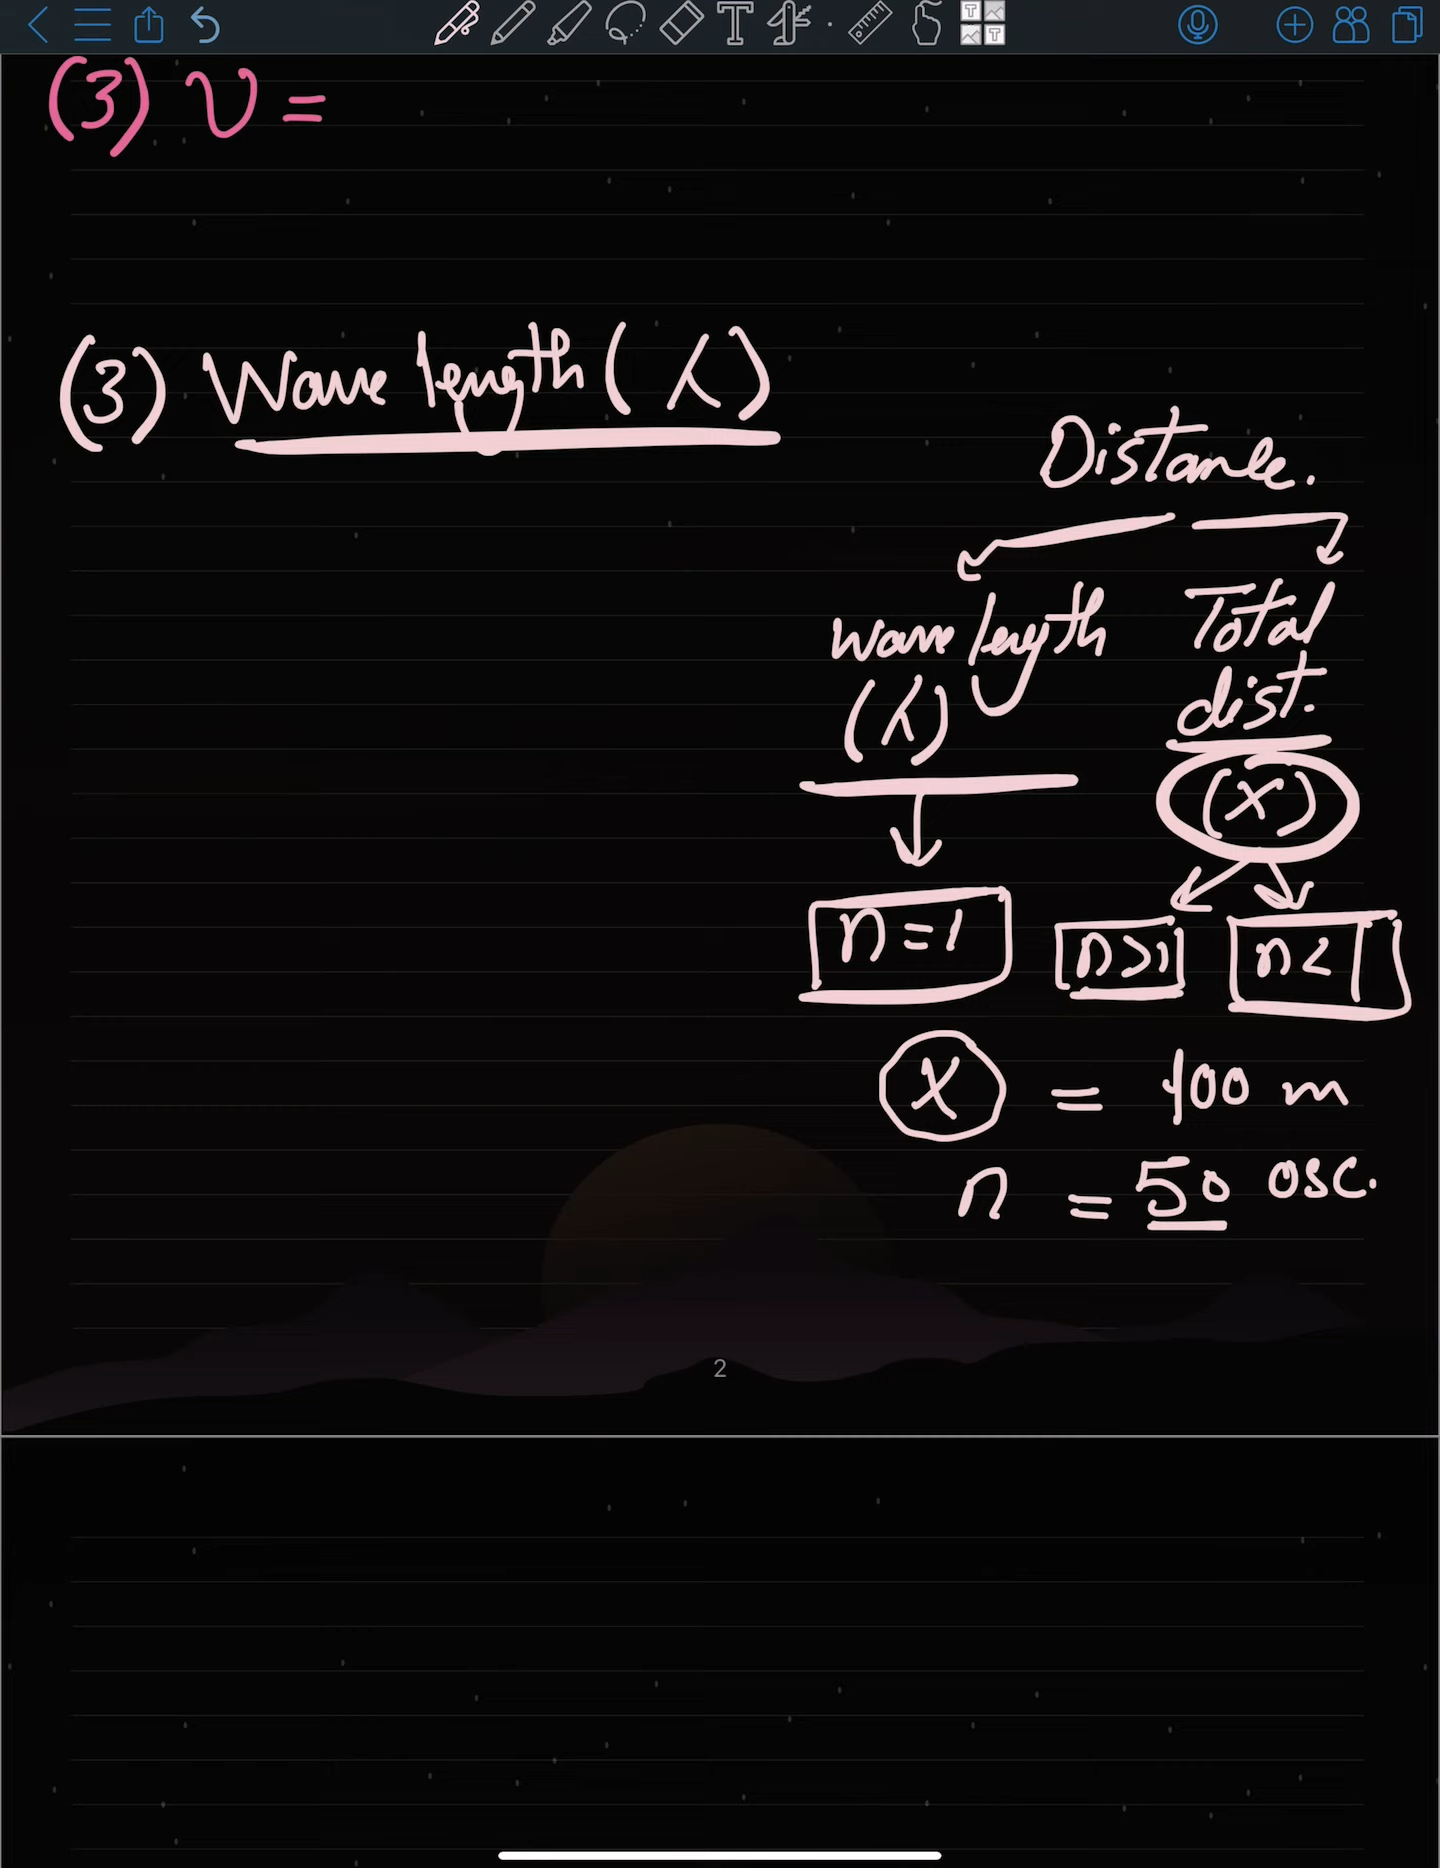 (3) ν =
(3) Wave length (λ)
Distance.
wave length
(λ)
Total
dist.
(x)
n = 1
n>1
n<1
x = 100 m
n = 50 osc.
2